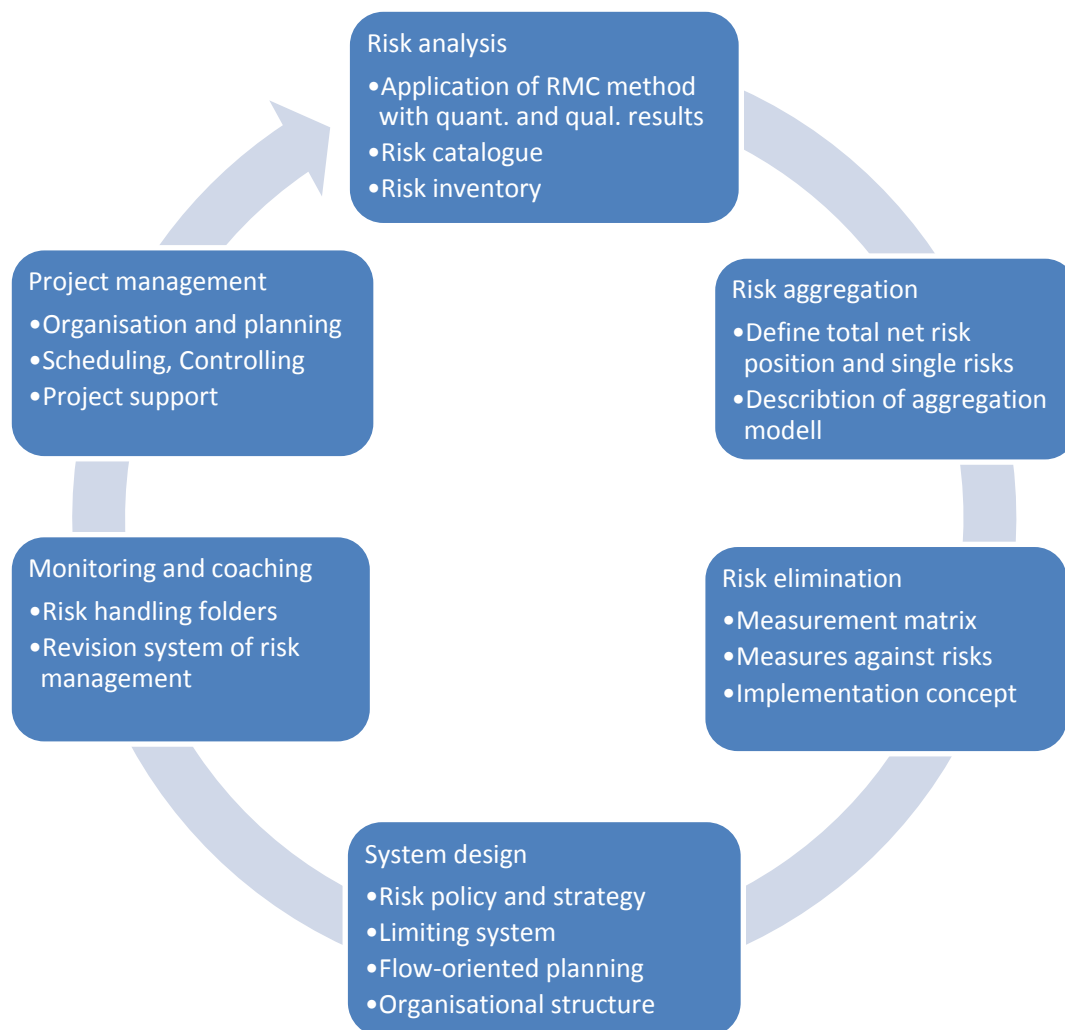 Risk analysis
•Application of RMC method
with quant. and qual. results
•Risk catalogue
•Risk inventory
Risk aggregation
•Define total net risk
position and single risks
•Describtion of aggregation
modell
Risk elimination
•Measurement matrix
•Measures against risks
•Implementation concept
System design
•Risk policy and strategy
•Limiting system
•Flow-oriented planning
•Organisational structure
Monitoring and coaching
•Risk handling folders
•Revision system of risk
management
Project management
•Organisation and planning
•Scheduling, Controlling
•Project support